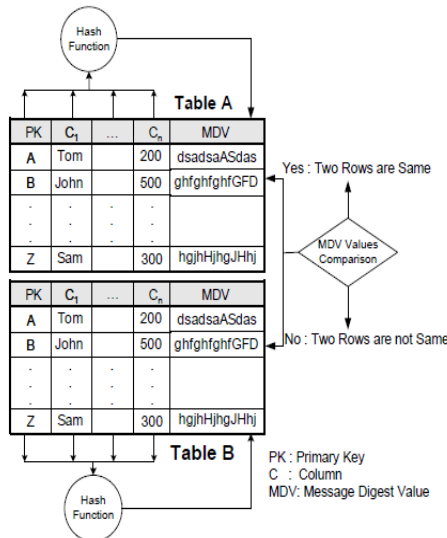 Hash
Function
Table A
PK C1 ... Cn MDV
A Tom 200 dsadsaASdas
B John 500 ghfghfghfGFD
. . . .
. . . .
. . . .
Z Sam 300 hgjhHjhgJHhj
Yes : Two Rows are Same
MDV Values
Comparison
No : Two Rows are not Same
PK C1 ... Cn MDV
A Tom 200 dsadsaASdas
B John 500 ghfghfghfGFD
. . .
. . .
. . .
Z Sam 300 hgjhHjhgJHhj
Table B
Hash
Function
PK : Primary Key
C : Column
MDV: Message Digest Value